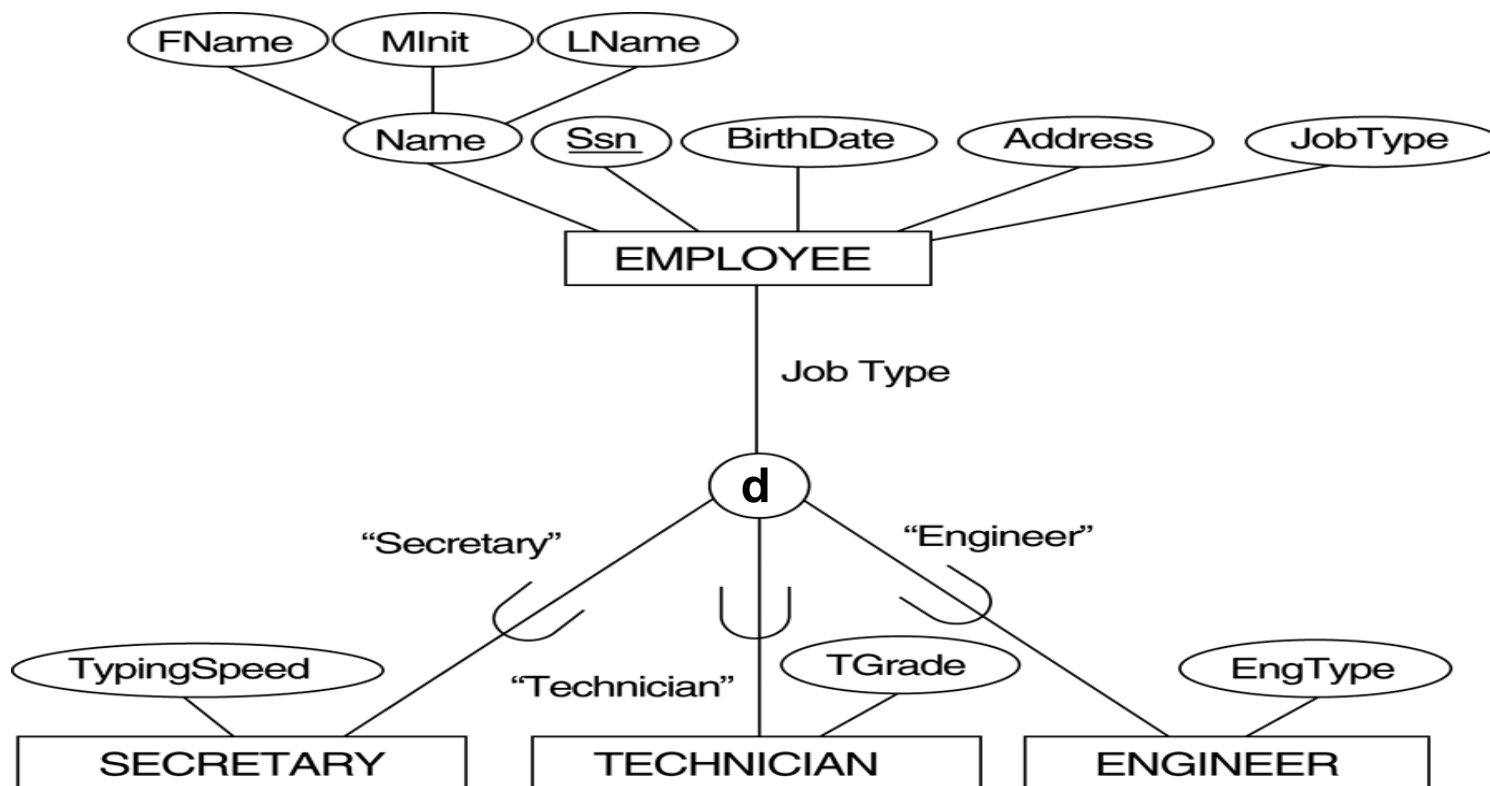 FName MInit LName
Name Ssn BirthDate Address JobType
EMPLOYEE
Job Type
d
“Secretary” “Engineer”
TypingSpeed “Technician” TGrade EngType
SECRETARY TECHNICIAN ENGINEER